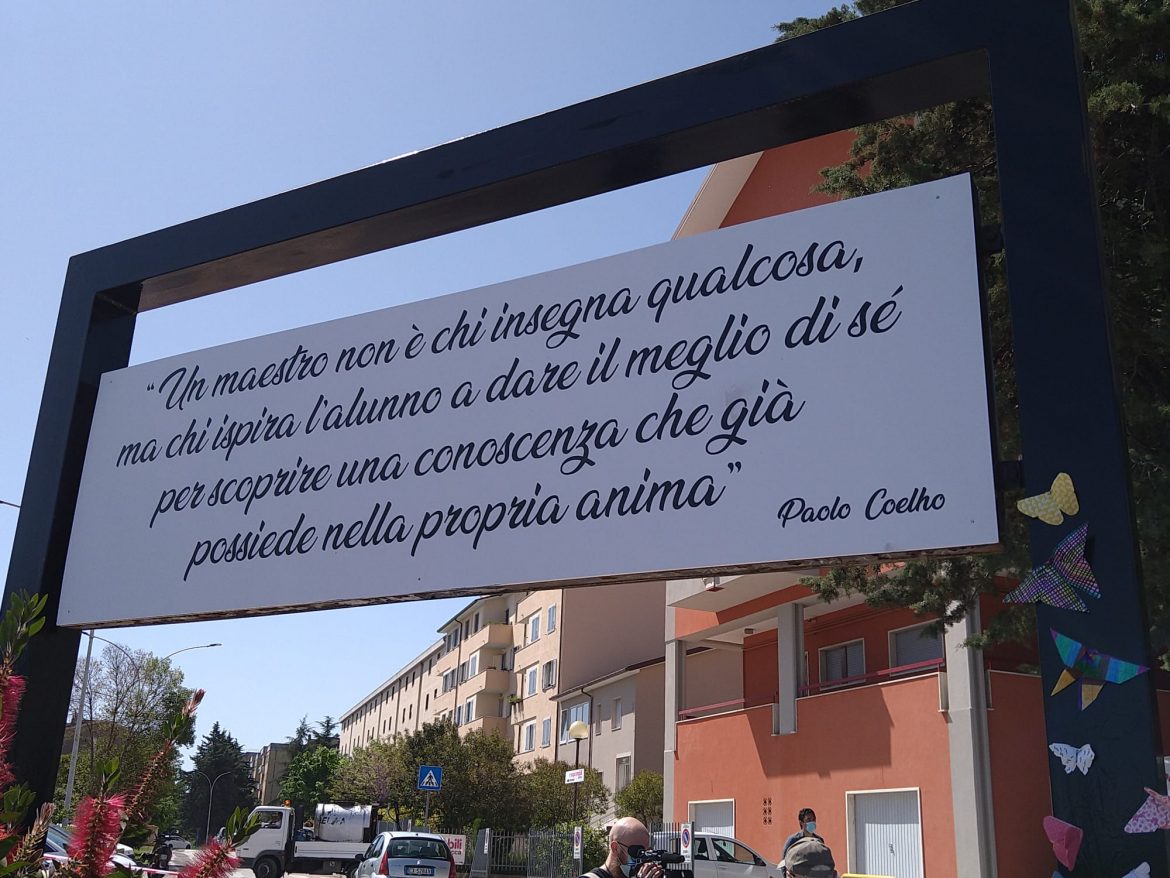 “Un maestro non è chi insegna qualcosa,
ma chi ispira l'alunno a dare il meglio di sé
per scoprire una conoscenza che già
possiede nella propria anima”
Paolo Coelho